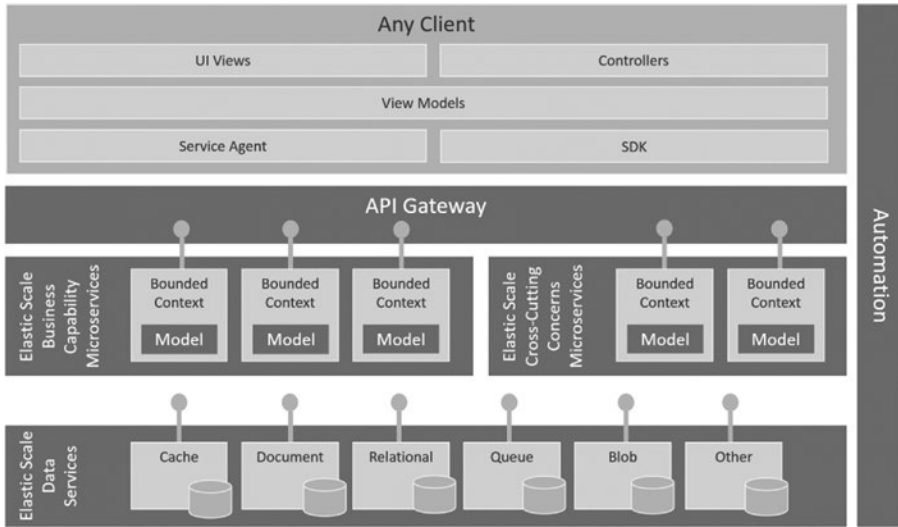 Any Client
UI Views
Controllers
View Models
Service Agent
SDK
API Gateway
Automation
Elastic Scale
Business
Capability
Microservices
Bounded
Context
Model
Bounded
Context
Model
Bounded
Context
Model
Elastic Scale
Cross-Cutting
Concerns
Microservices
Bounded
Context
Model
Bounded
Context
Model
Elastic Scale
Data
Services
Cache
Document
Relational
Queue
Blob
Other